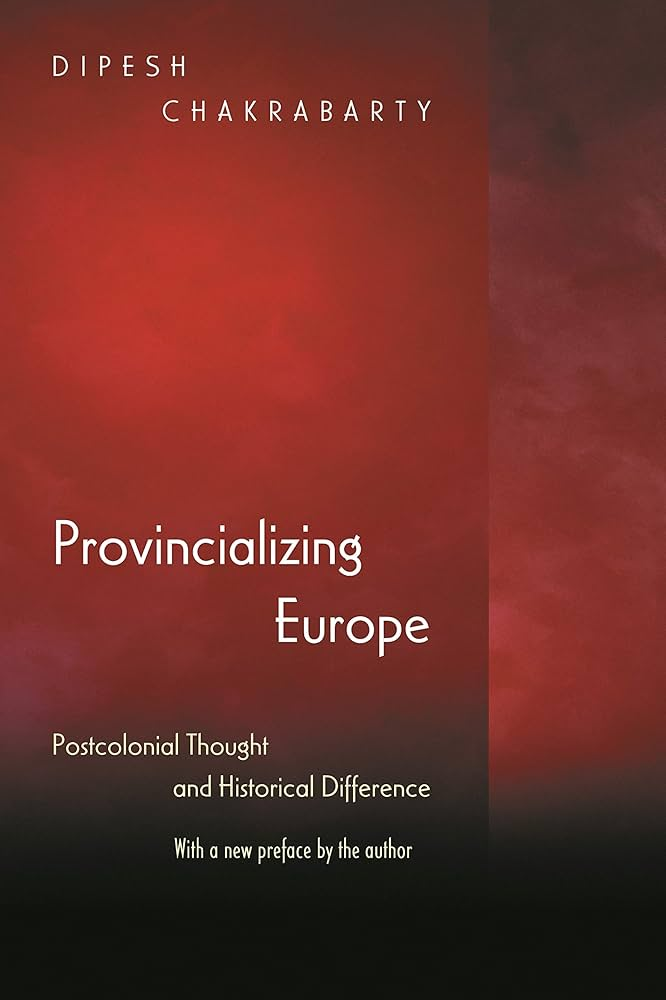 DIPESH
CHAKRABARTY
Provincializing
Europe
Postcolonial Thought
and Historical Difference
With a new preface by the author